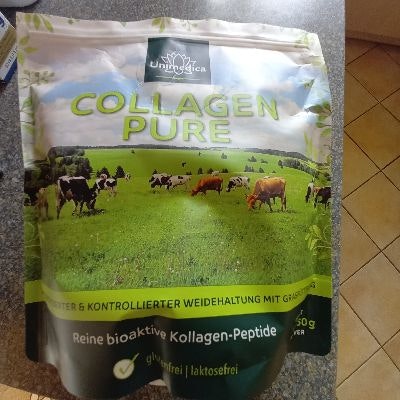 Unimedica
COLLAGEN
PURE
& KONTROLLIERTER WEIDEHALTUNG MIT
Reine bioaktive Kollagen-Peptide
glutenfrei | laktosefrei